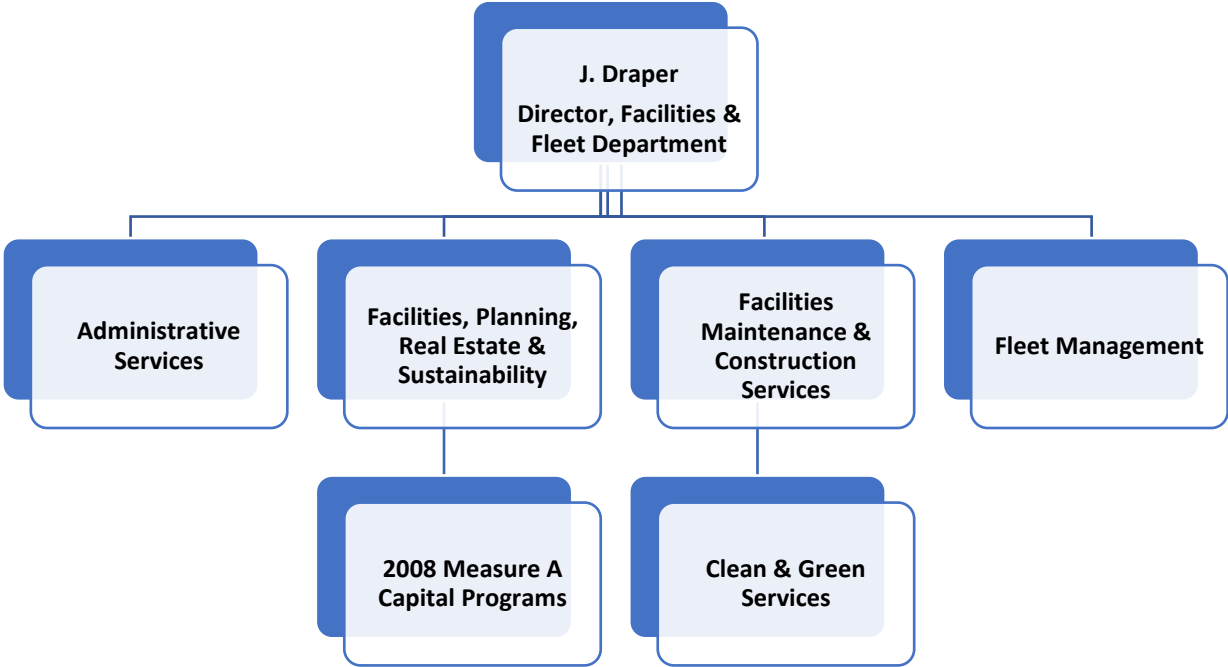 J. Draper
Director, Facilities &
Fleet Department
Administrative
Services
Facilities, Planning,
Real Estate &
Sustainability
Facilities
Maintenance &
Construction
Services
Fleet Management
2008 Measure A
Capital Programs
Clean & Green
Services